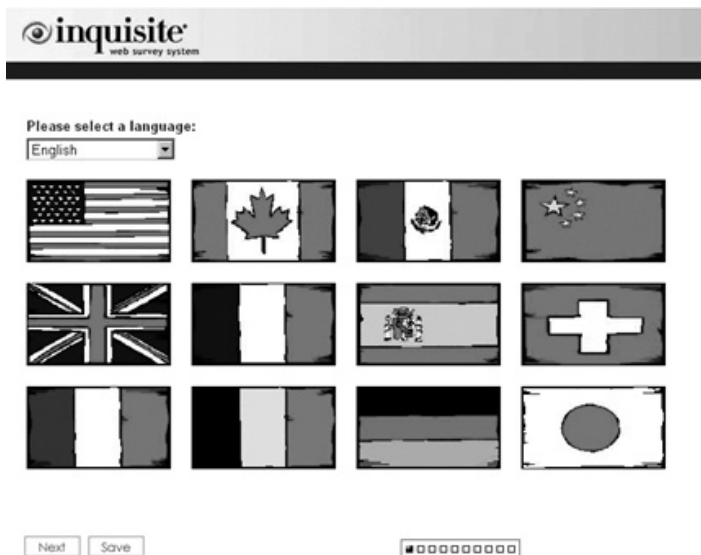 inquisite
web survey system
Please select a language:
English
Next Save